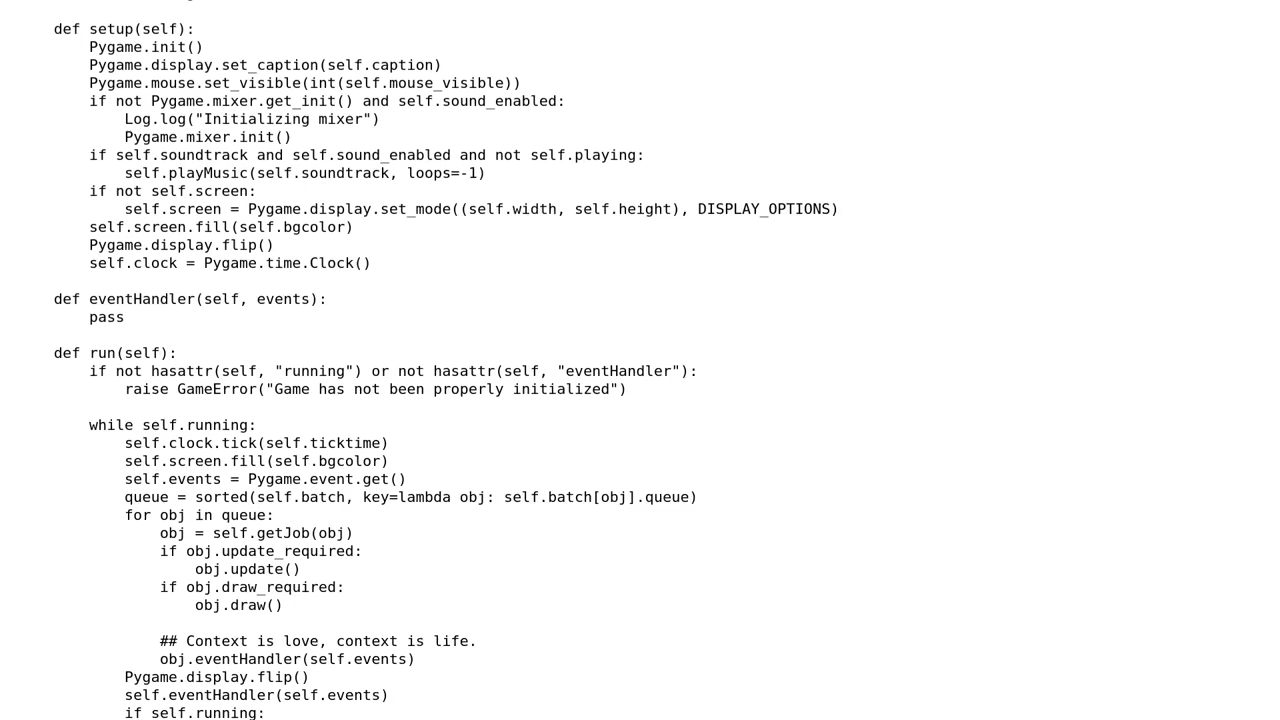 def setup(self):
    Pygame.init()
    Pygame.display.set_caption(self.caption)
    Pygame.mouse.set_visible(int(self.mouse_visible))
    if not Pygame.mixer.get_init() and self.sound_enabled:
        Log.log("Initializing mixer")
        Pygame.mixer.init()
    if self.soundtrack and self.sound_enabled and not self.playing:
        self.playMusic(self.soundtrack, loops=-1)
    if not self.screen:
        self.screen = Pygame.display.set_mode((self.width, self.height), DISPLAY_OPTIONS)
    self.screen.fill(self.bgcolor)
    Pygame.display.flip()
    self.clock = Pygame.time.Clock()

def eventHandler(self, events):
    pass

def run(self):
    if not hasattr(self, "running") or not hasattr(self, "eventHandler"):
        raise GameError("Game has not been properly initialized")

    while self.running:
        self.clock.tick(self.ticktime)
        self.screen.fill(self.bgcolor)
        self.events = Pygame.event.get()
        queue = sorted(self.batch, key=lambda obj: self.batch[obj].queue)
        for obj in queue:
            obj = self.getJob(obj)
            if obj.update_required:
                obj.update()
            if obj.draw_required:
                obj.draw()

            ## Context is love, context is life.
            obj.eventHandler(self.events)
        Pygame.display.flip()
        self.eventHandler(self.events)
        if self.running: